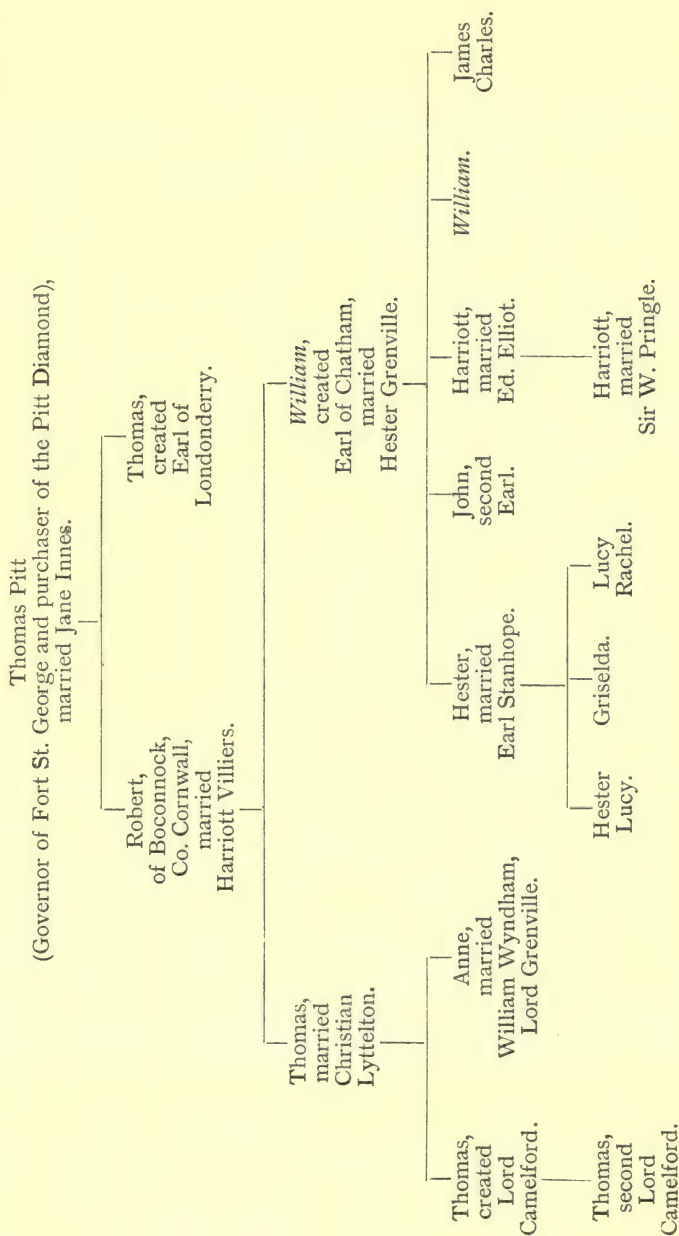 Thomas Pitt
(Governor of Fort St. George and purchaser of the Pitt Diamond),
married Jane Innes.
Robert,
of Boconnock,
Co. Cornwall,
married
Harriott Villiers.
Thomas,
created
Earl of
Londonderry.
Thomas,
married
Christian
Lyttelton.
William,
created
Earl of Chatham,
married
Hester Grenville.
Thomas,
created
Lord
Camelford.
Anne,
married
William Wyndham,
Lord Grenville.
Hester,
married
Earl Stanhope.
John,
second
Earl.
Harriott,
married
Ed. Elliot.
William.
James
Charles.
Thomas,
second
Lord
Camelford.
Hester
Lucy.
Griselda.
Lucy
Rachel.
Harriott,
married
Sir W. Pringle.